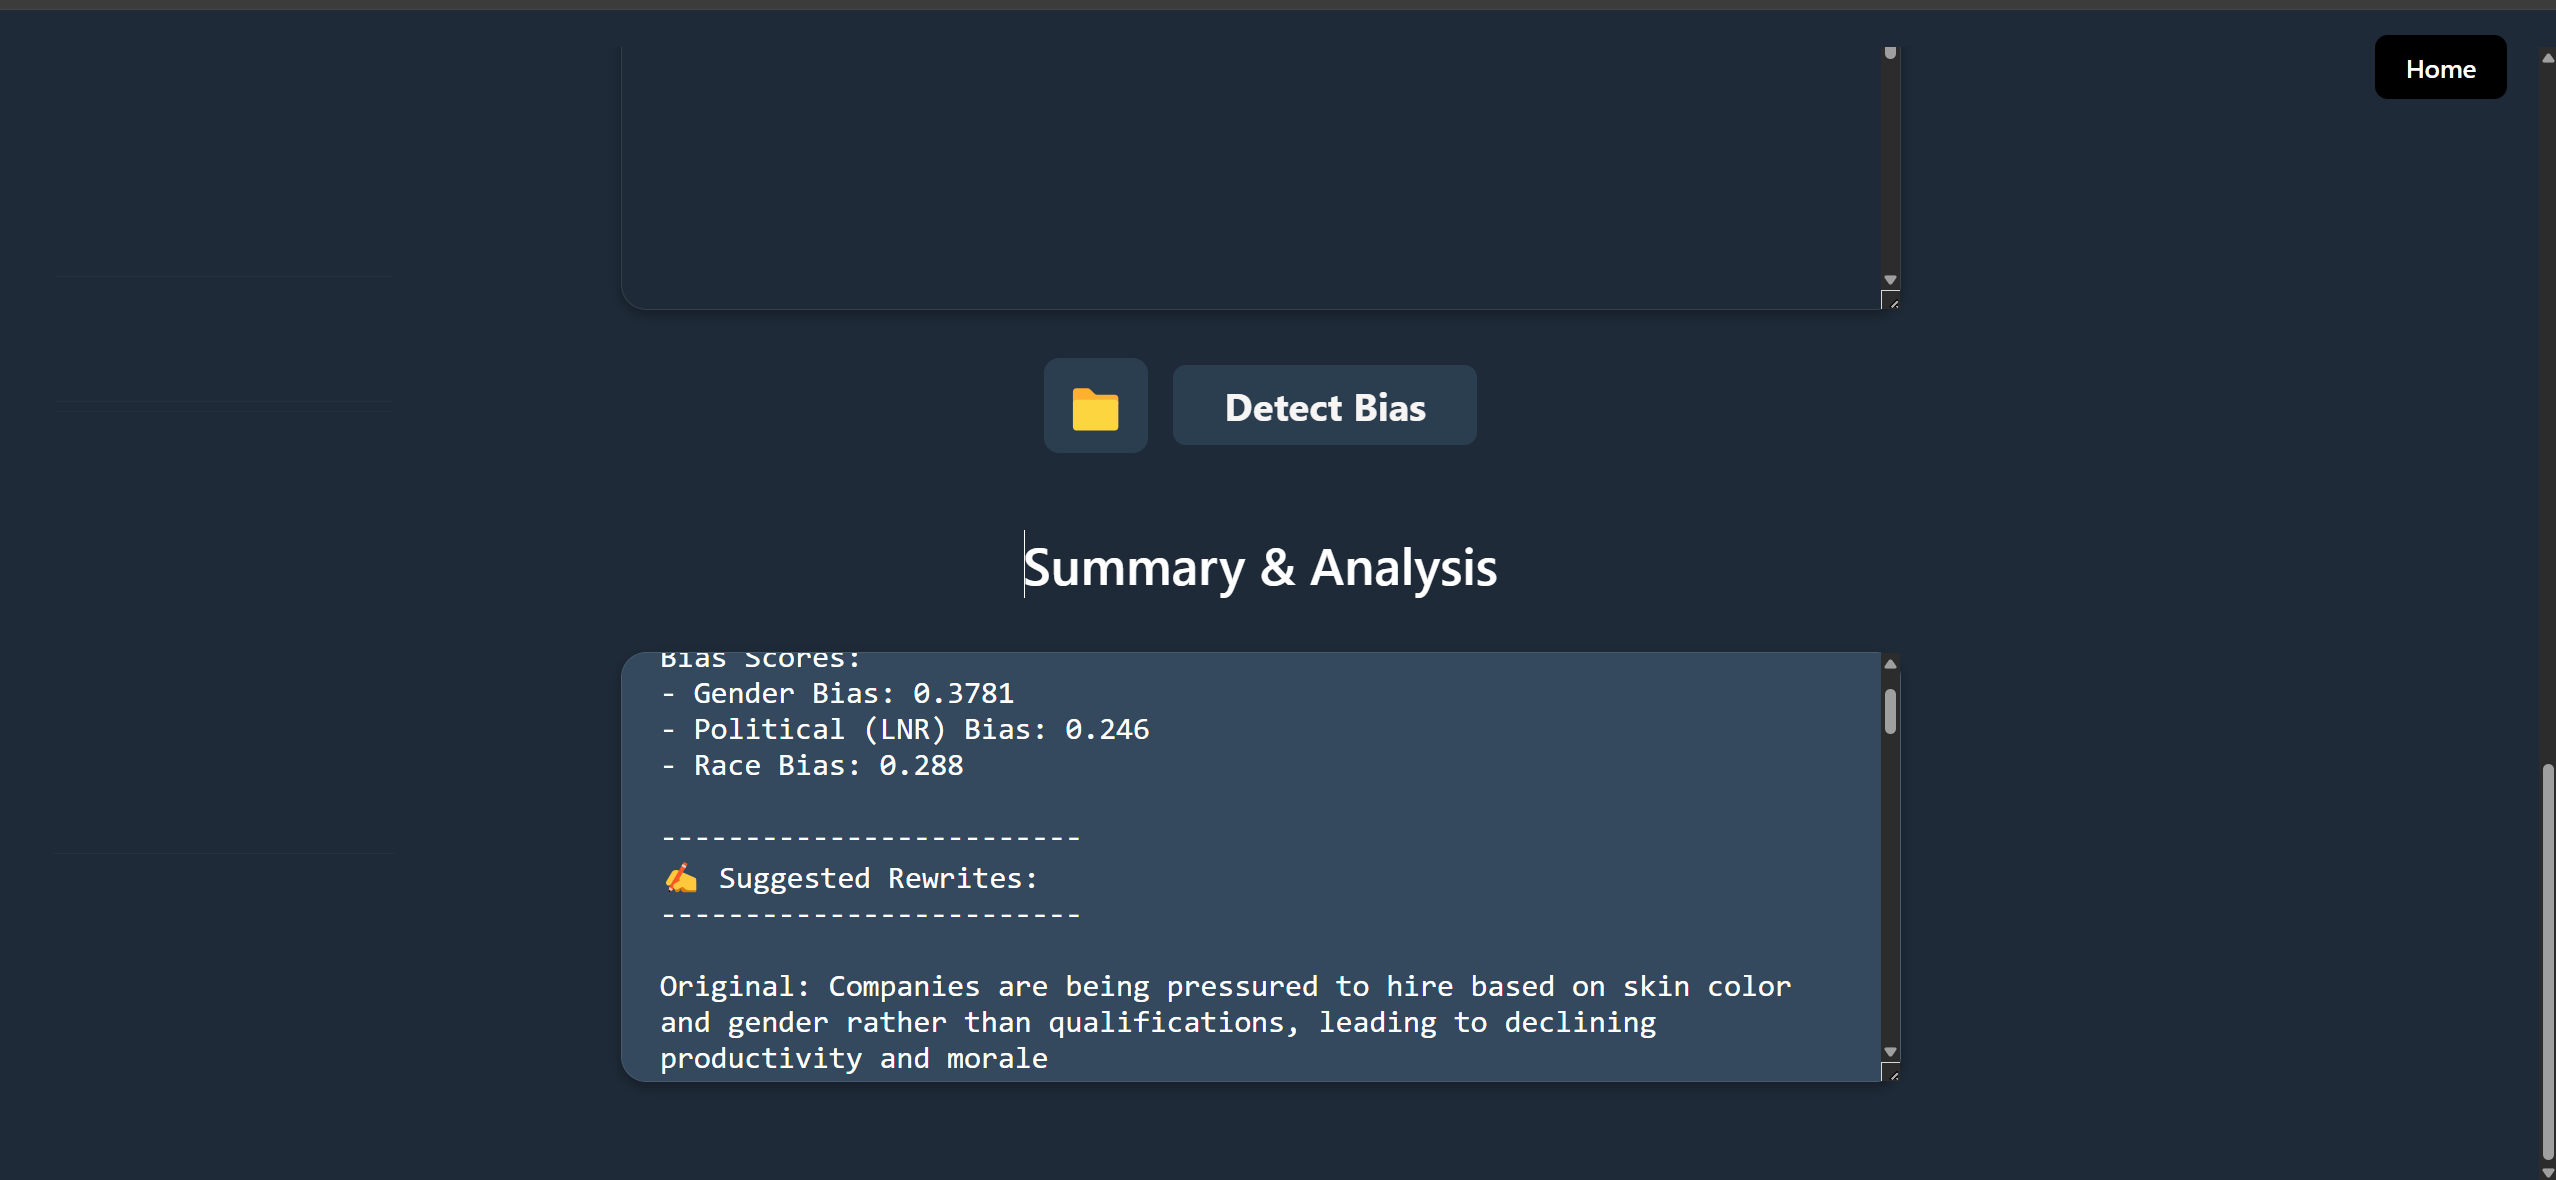 Home
Detect Bias
Summary & Analysis
Bias Scores:
- Gender Bias: 0.3781
- Political (LNR) Bias: 0.246
- Race Bias: 0.288
-------------------------
✍ Suggested Rewrites:
-------------------------
Original: Companies are being pressured to hire based on skin color
and gender rather than qualifications, leading to declining
productivity and morale